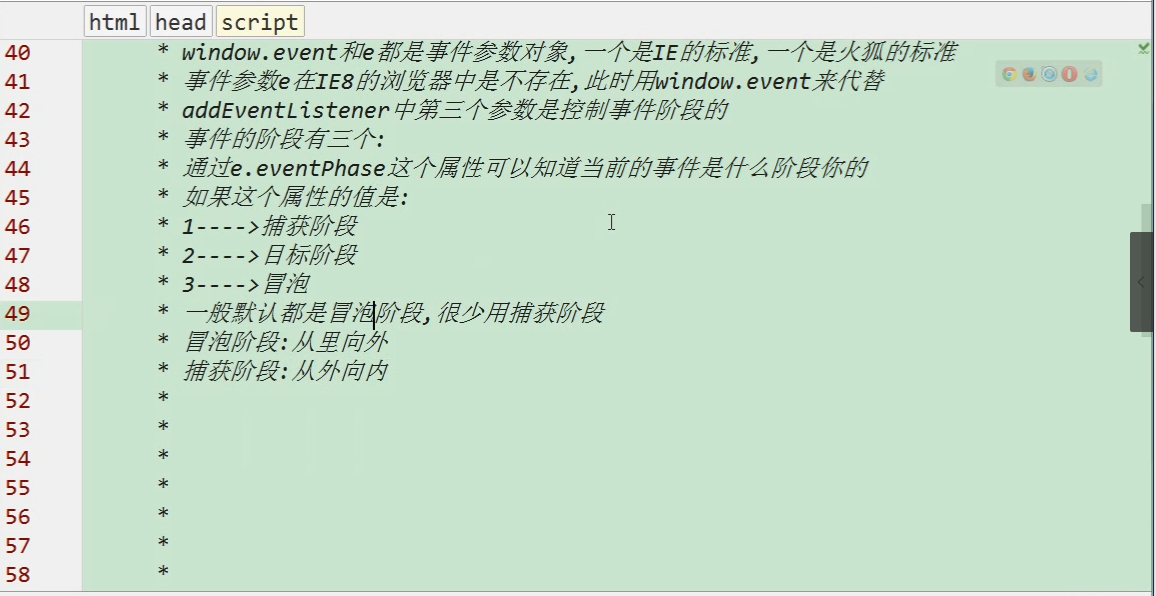 html head script
40 * window.event和e都是事件参数对象,一个是IE的标准,一个是火狐的标准
41 * 事件参数e在IE8的浏览器中是不存在,此时用window.event来代替
42 * addEventListener中第三个参数是控制事件阶段的
43 * 事件的阶段有三个:
44 * 通过e.eventPhase这个属性可以知道当前的事件是什么阶段你的
45 * 如果这个属性的值是:
46 * 1---->捕获阶段
47 * 2---->目标阶段
48 * 3---->冒泡
49 * 一般默认都是冒泡阶段,很少用捕获阶段
50 * 冒泡阶段:从里向外
51 * 捕获阶段:从外向内
52 *
53 *
54 *
55 *
56 *
57 *
58 *